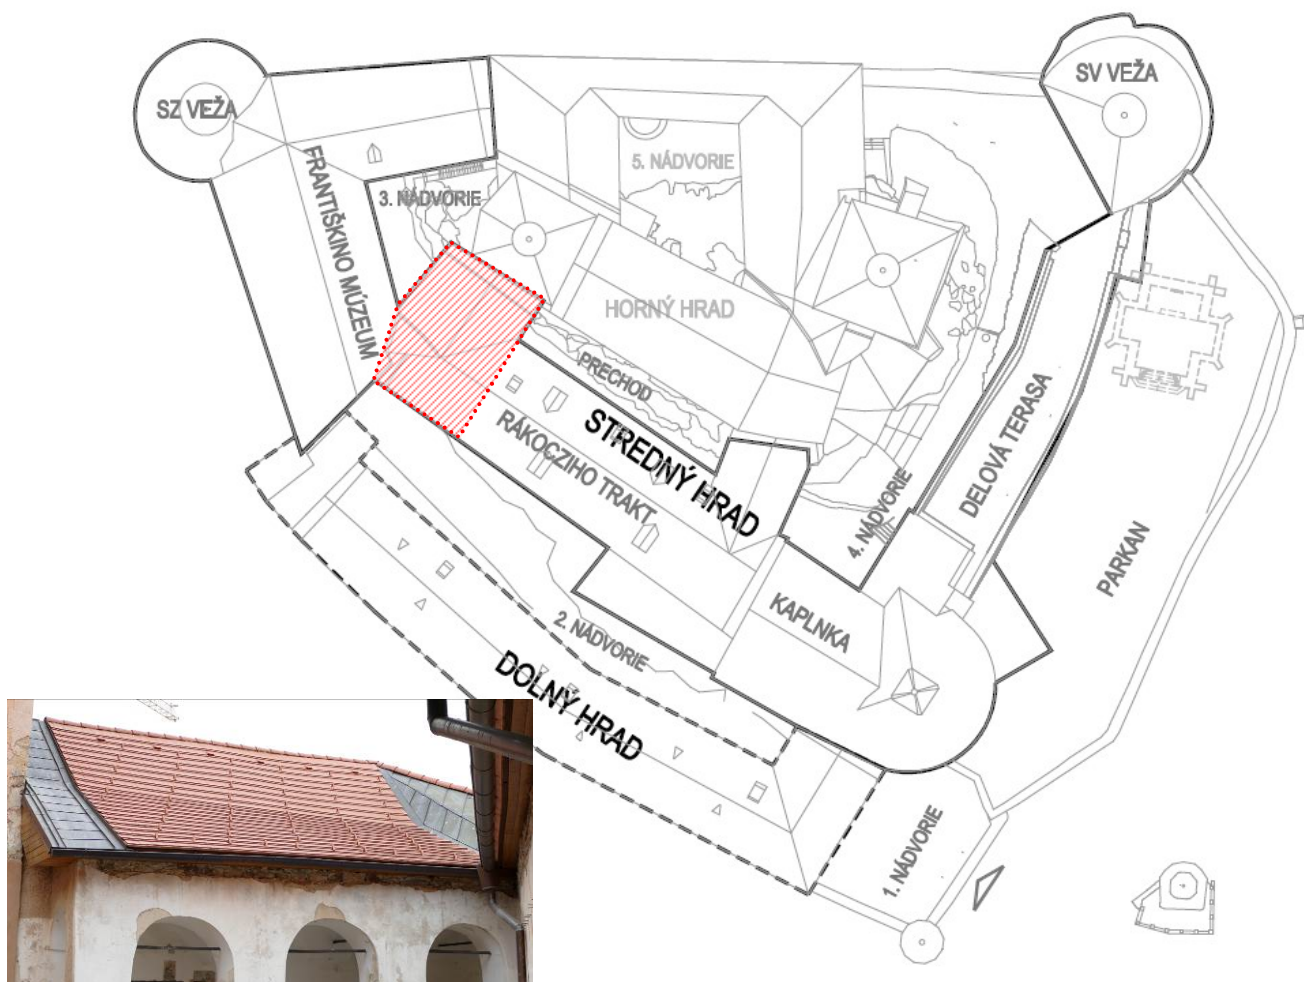 SZ VEŽA
SV VEŽA
FRANTIŠKINO MÚZEUM
3. NÁDVORIE
5. NÁDVORIE
HORNÝ HRAD
PRECHOD
STREDNÝ HRAD
RÁKOCZIHO TRAKT
DELOVÁ TERASA
4. NÁDVORIE
PARKAN
KAPLNKA
2. NÁDVORIE
DOLNÝ HRAD
1. NÁDVORIE